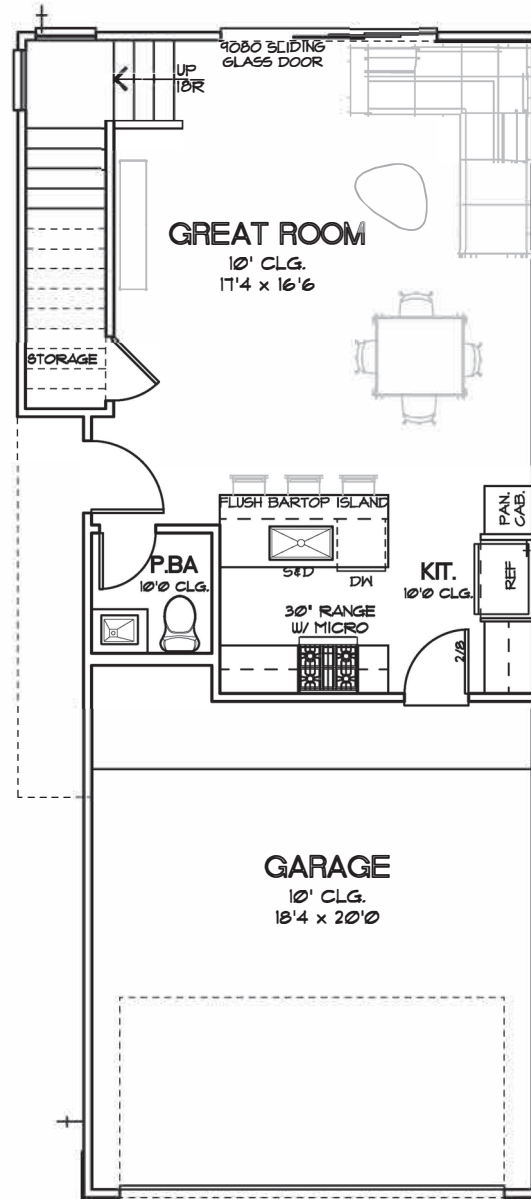 9080 SLIDING
GLASS DOOR
UP
18R
GREAT ROOM
10' CLG.
17'4 x 16'6
STORAGE
FLUSH BARTOP ISLAND
PAN.
CAB.
P.BA
10'0 CLG.
S&D
DW
KIT.
10'0 CLG.
REF
30" RANGE
W/ MICRO
2/8
GARAGE
10' CLG.
18'4 x 20'0